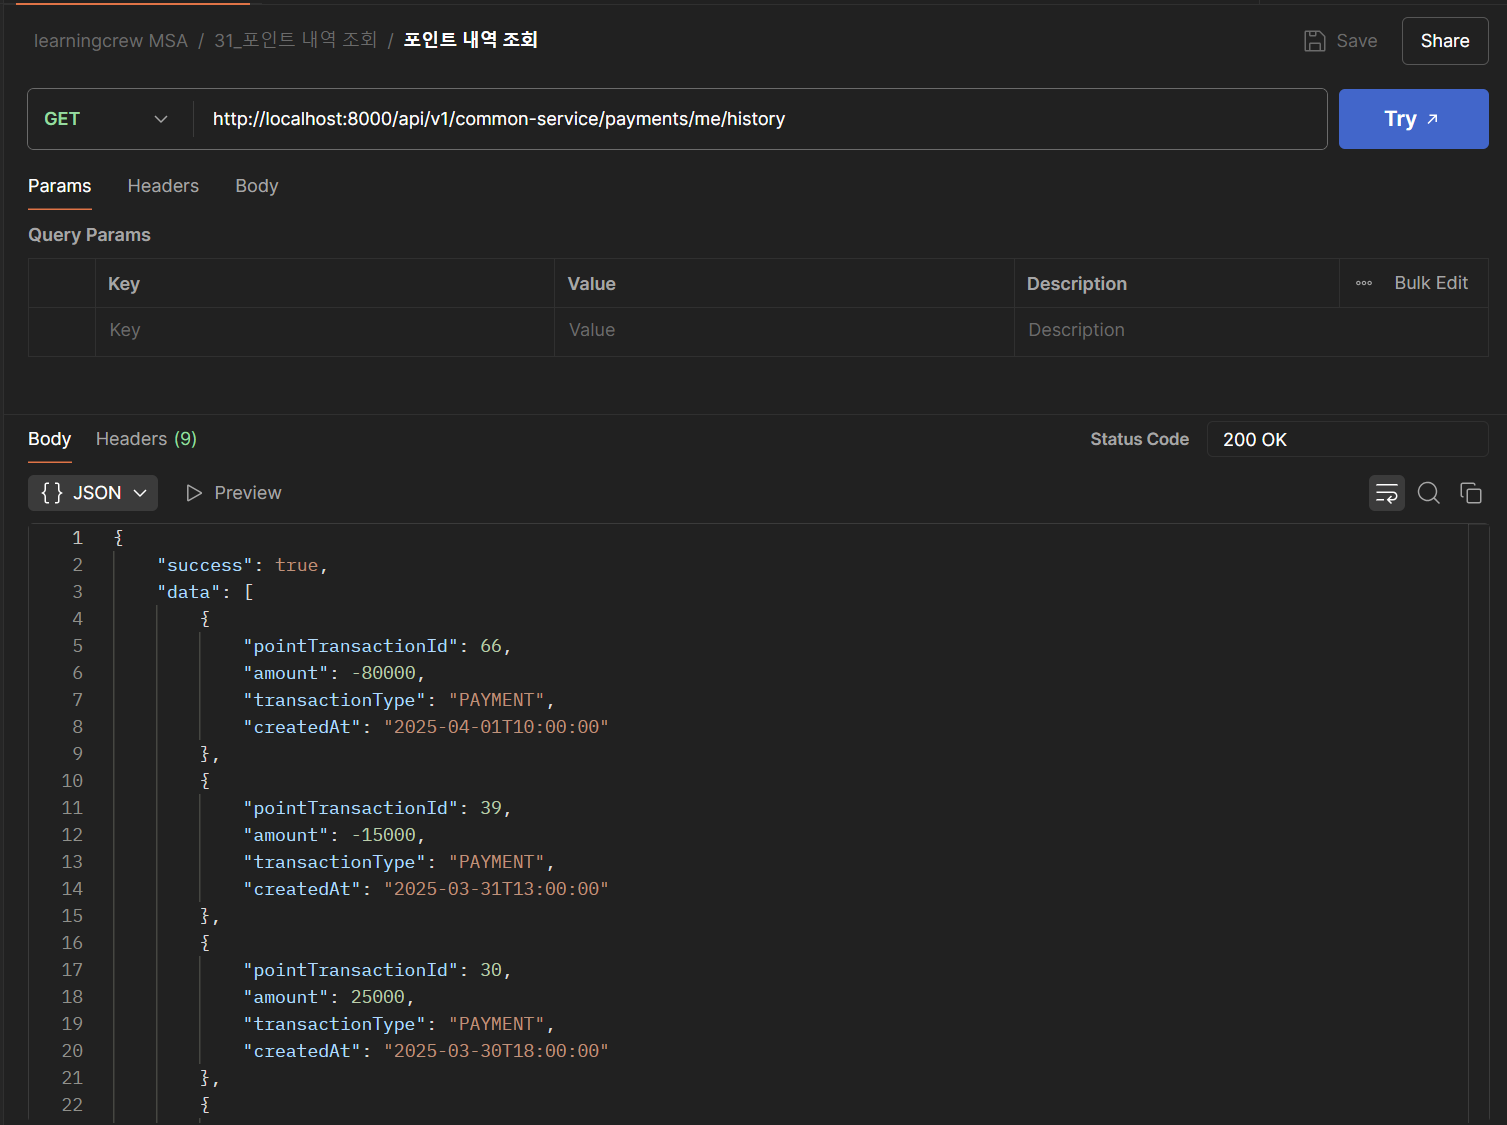 learningcrew MSA / 31_포인트 내역 조회 / 포인트 내역 조회
Save
Share
GET
http://localhost:8000/api/v1/common-service/payments/me/history
Try ↗
Params Headers Body
Query Params
Key Value Description ooo Bulk Edit
Key Value Description
Body Headers (9)
Status Code 200 OK
{} JSON Preview
1 {
2 "success": true,
3 "data": [
4 {
5 "pointTransactionId": 66,
6 "amount": -80000,
7 "transactionType": "PAYMENT",
8 "createdAt": "2025-04-01T10:00:00"
9 },
10 {
11 "pointTransactionId": 39,
12 "amount": -15000,
13 "transactionType": "PAYMENT",
14 "createdAt": "2025-03-31T13:00:00"
15 },
16 {
17 "pointTransactionId": 30,
18 "amount": 25000,
19 "transactionType": "PAYMENT",
20 "createdAt": "2025-03-30T18:00:00"
21 },
22 {